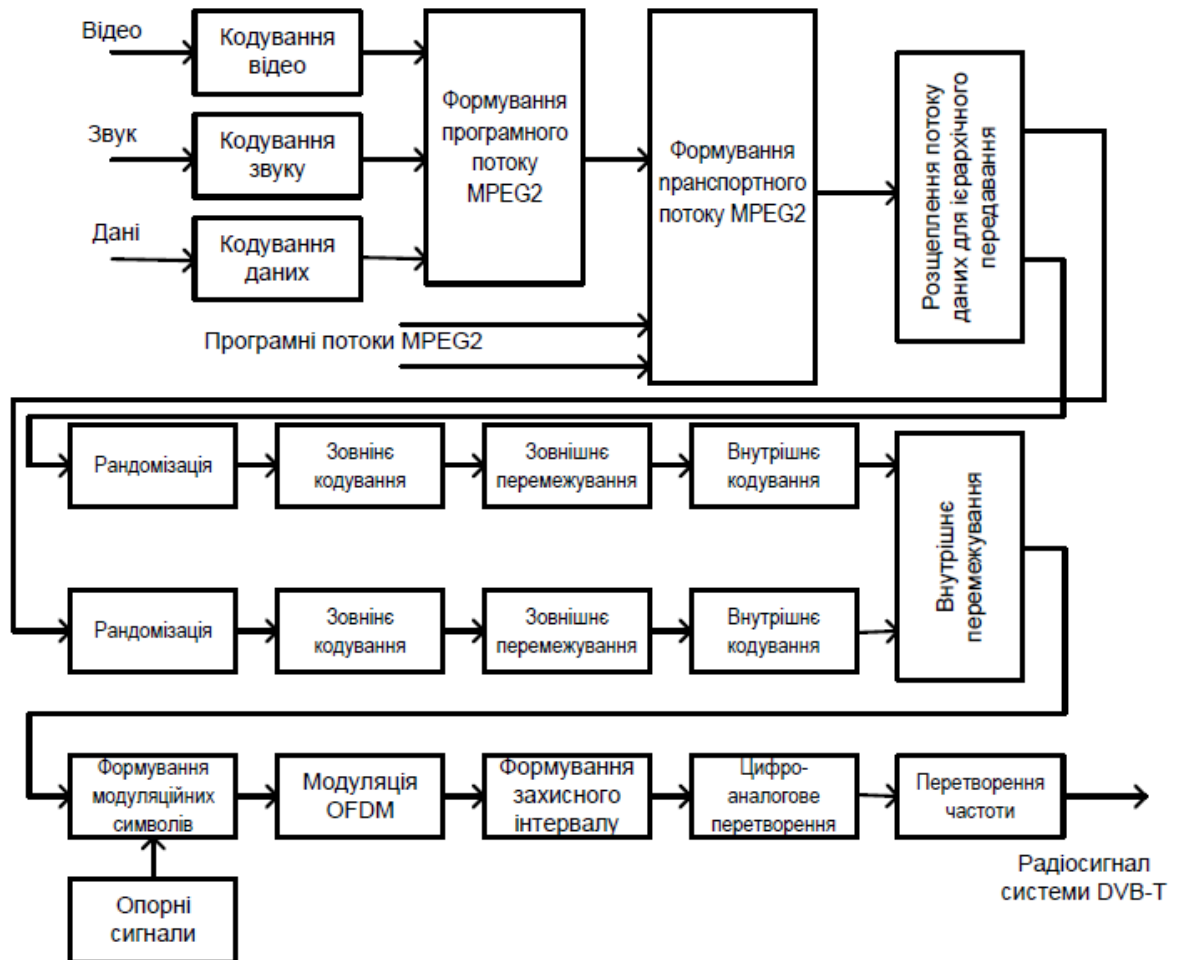 Відео
Кодування
відео
Звук
Кодування
звуку
Дані
Кодування
даних
Формування
програмного
потоку
MPEG2
Програмні потоки MPEG2
Формування
nранспортного
потоку MPEG2
Розщеплення потоку
даних для ієрархічного
передавання
Рандомізація
Зовнінє
кодування
Зовнішнє
перемежування
Внутрішнє
кодування
Рандомізація
Зовнінє
кодування
Зовнішнє
перемежування
Внутрішнє
кодування
Внутрішнє
перемежування
Формування
модуляційних
символів
Модуляція
OFDM
Формування
захисного
інтервалу
Цифро-
аналогове
перетворення
Перетворення
частоти
Опорні
сигнали
Радіосигнал
системи DVB-T